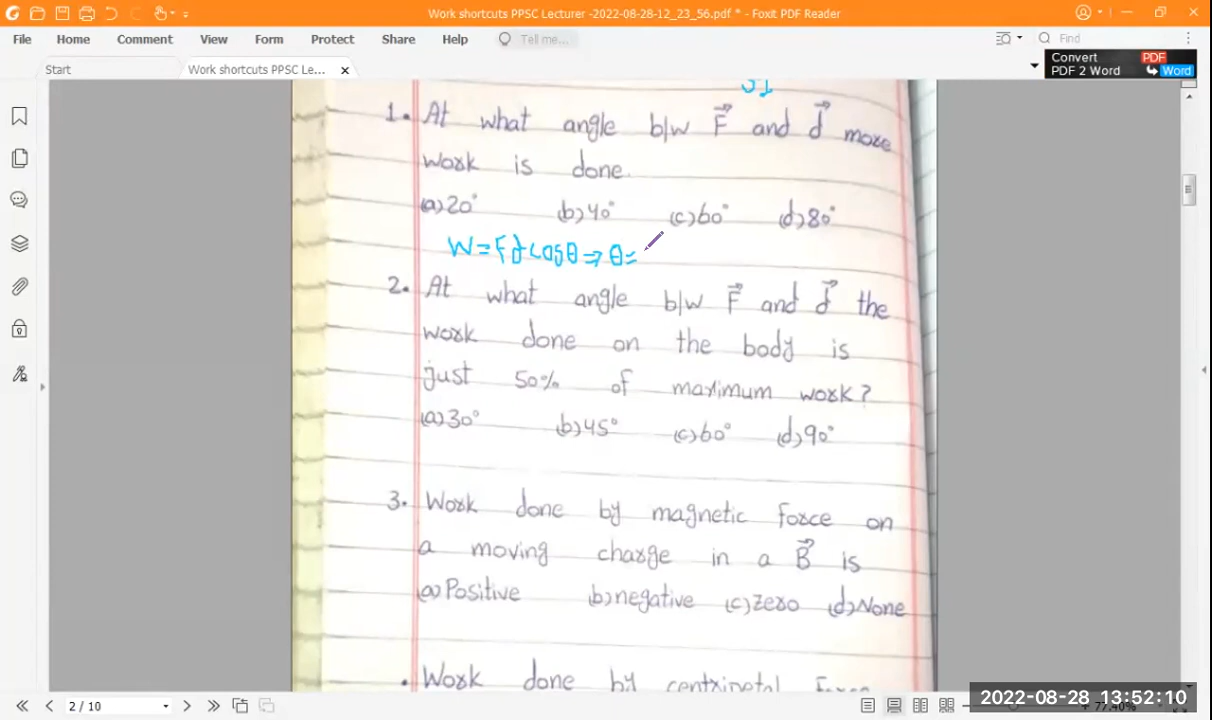 Work shortcuts PPSC Lecturer -2022-08-28-12_23_56.pdf * - Foxit PDF Reader
File Home Comment View Form Protect Share Help Tell me... Find
Start Work shortcuts PPSC Le... Convert PDF
PDF 2 Word Word
1. At what angle b/w F⃗ and d⃗ more
work is done.
(a) 20° (b) 40° (c) 60° (d) 80°
W = Fd cosθ ⇒ θ =
2. At what angle b/w F⃗ and d⃗ the
work done on the body is
just 50% of maximum work?
(a) 30° (b) 45° (c) 60° (d) 90°
3. Work done by magnetic force on
a moving charge in a B⃗ is
(a) Positive (b) negative (c) zero (d) None
. Work done by centripetal Force
2 / 10 77.40%
2022-08-28 13:52:10